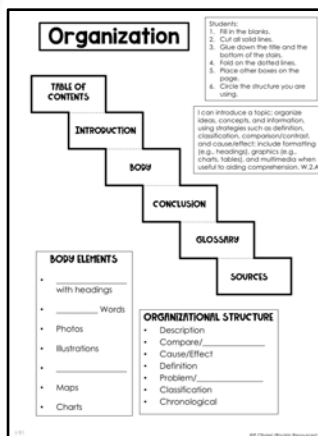 Organization
Students:
1. Fill in the blanks.
2. Cut all solid lines.
3. Glue down the title and the
bottom of the stairs.
4. Fold on the dotted lines.
5. Place other boxes on the
page.
6. Circle the structure you are
using.
I can introduce a topic; organize
ideas, concepts, and information,
using strategies such as definition,
classification, comparison/contrast,
and cause/effect; include formatting
(e.g., headings), graphics (e.g.,
charts, tables), and multimedia when
useful to aiding comprehension. W.2.A
TABLE OF
CONTENTS
INTRODUCTION
BODY
CONCLUSION
GLOSSARY
SOURCES
BODY ELEMENTS
• ______________
with headings
• ________ Words
• Photos
• Illustrations
• ______________
• Maps
• Charts
ORGANIZATIONAL STRUCTURE
• Description
• Compare/______________
• Cause/Effect
• Definition
• Problem/______________
• Classification
• Chronological